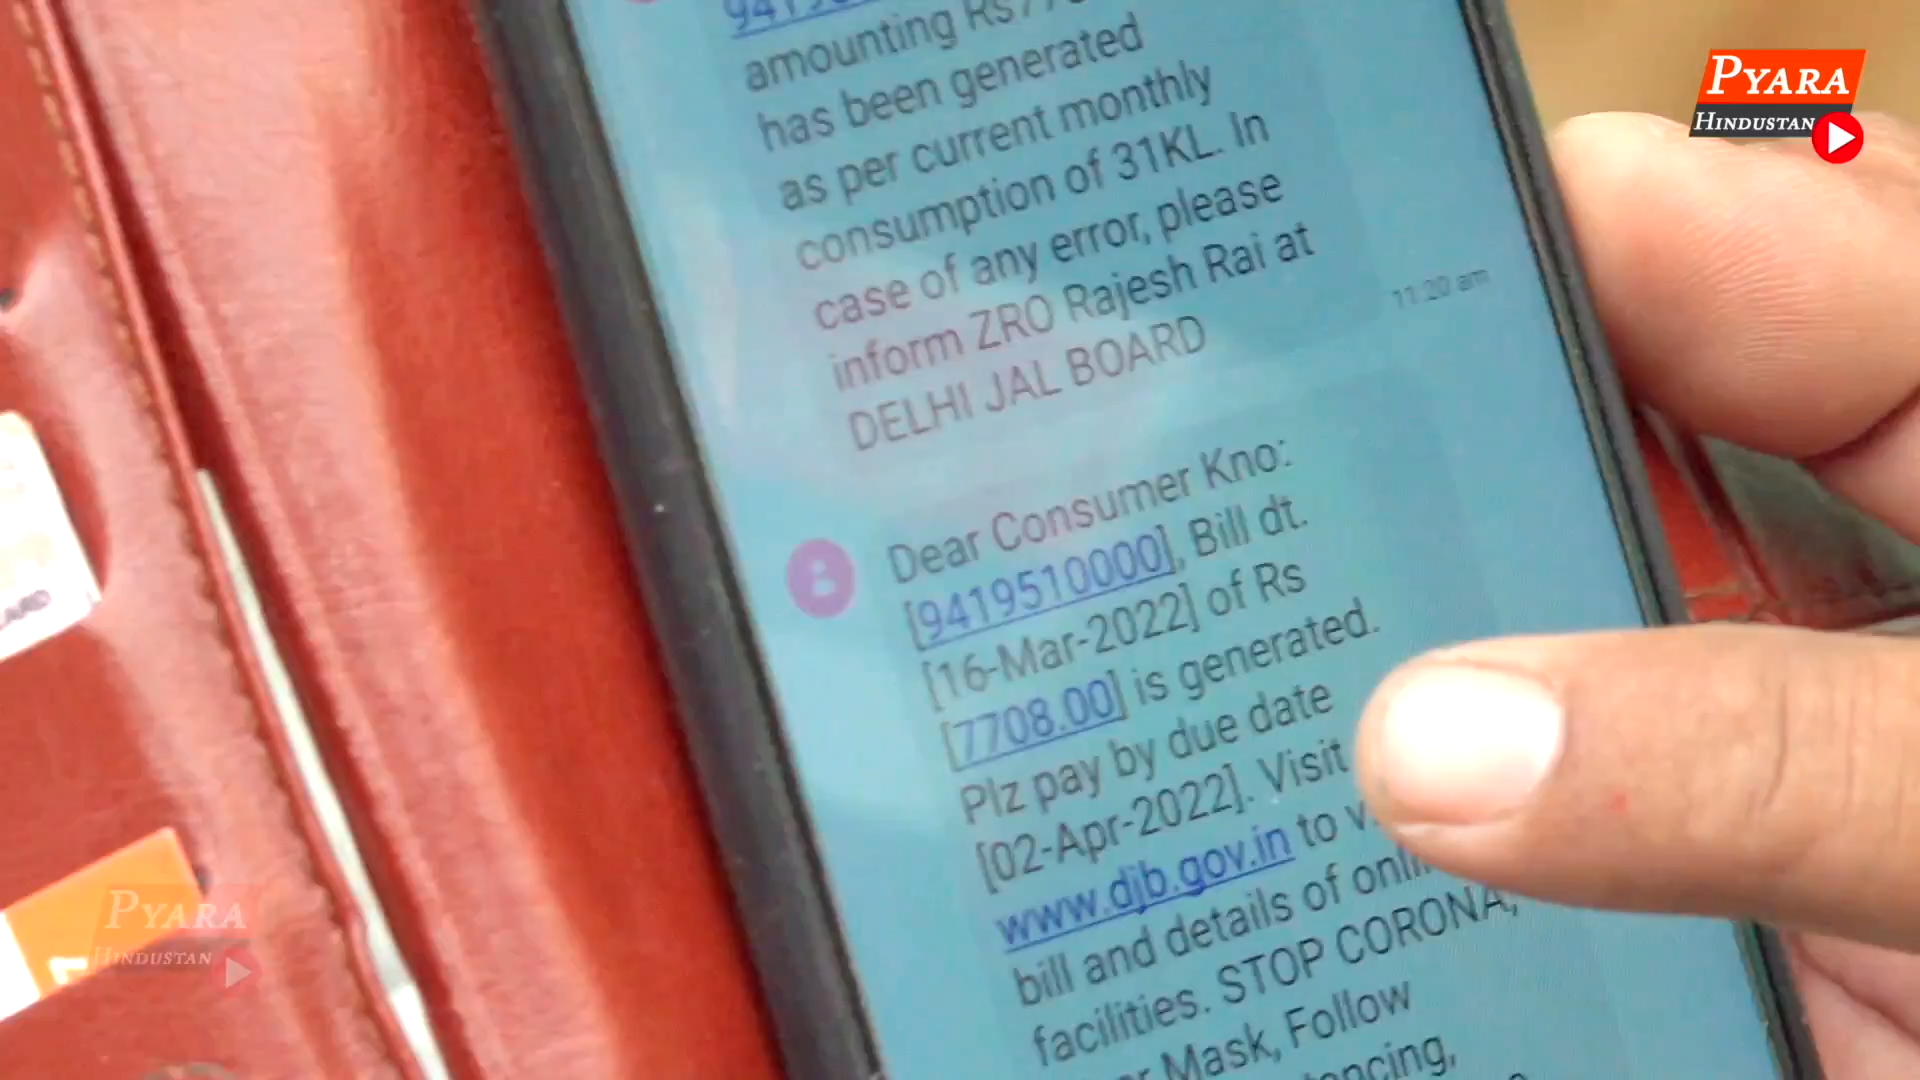 amounting Rs
has been generated
as per current monthly
consumption of 31KL. In
case of any error, please
inform ZRO Rajesh Rai at
DELHI JAL BOARD
11:20 am
Dear Consumer Kno:
[9419510000], Bill dt.
[16-Mar-2022] of Rs
[7708.00] is generated.
Plz pay by due date
[02-Apr-2022]. Visit
www.djb.gov.in to
bill and details of
facilities. STOP CORONA,
Mask, Follow
PYARA
HINDUSTAN
PYARA
HINDUSTAN